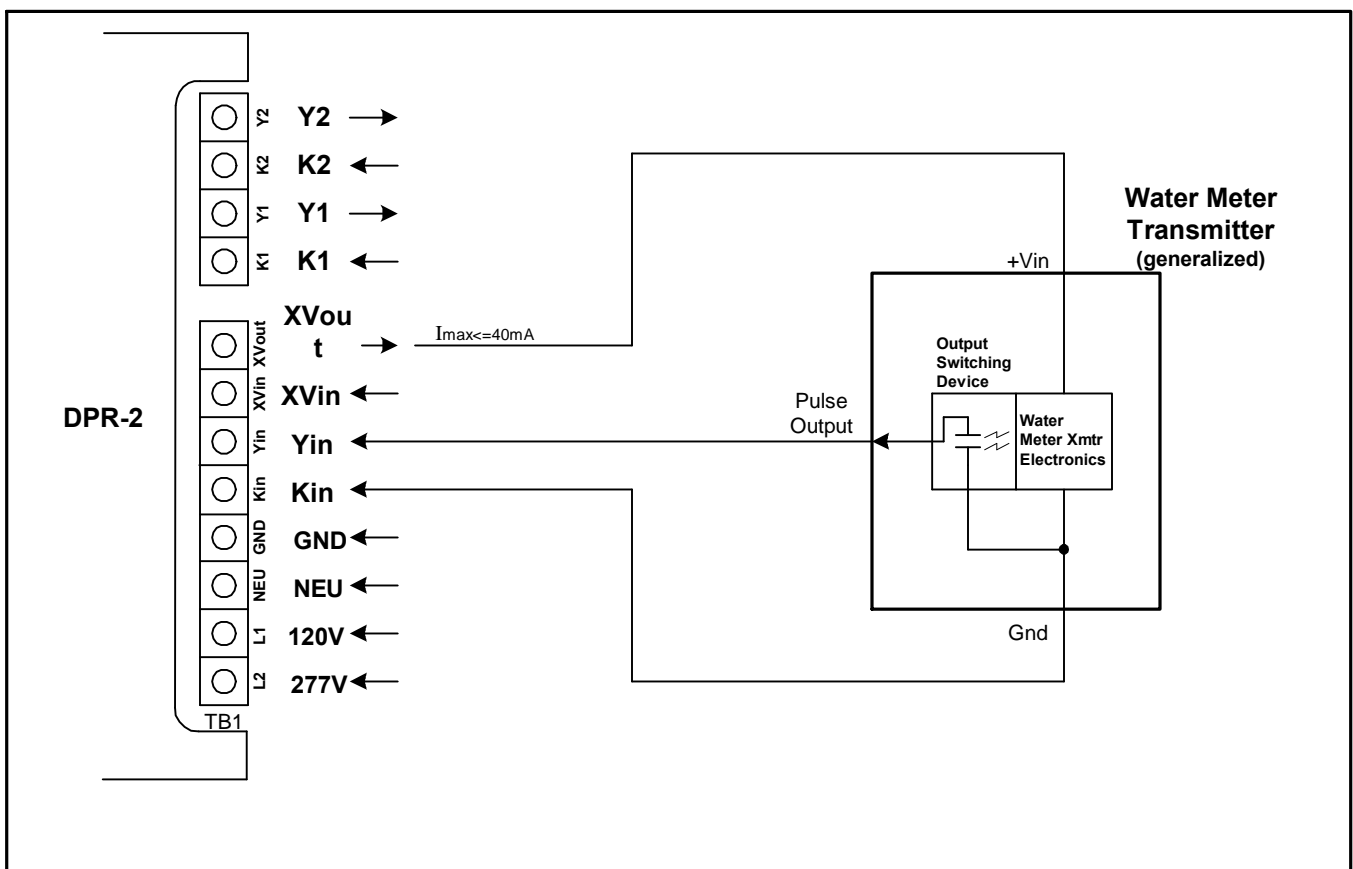 DPR-2
Y2
Y2
K2
K2
Y1
Y1
K1
K1
XVout
XVou
t
Imax<=40mA
XVin
XVin
Yin
Yin
Kin
Kin
GND
GND
NEU
NEU
L1
120V
L2
277V
TB1
Water Meter
Transmitter
(generalized)
+Vin
Output
Switching
Device
Pulse
Output
Water
Meter Xmtr
Electronics
Gnd